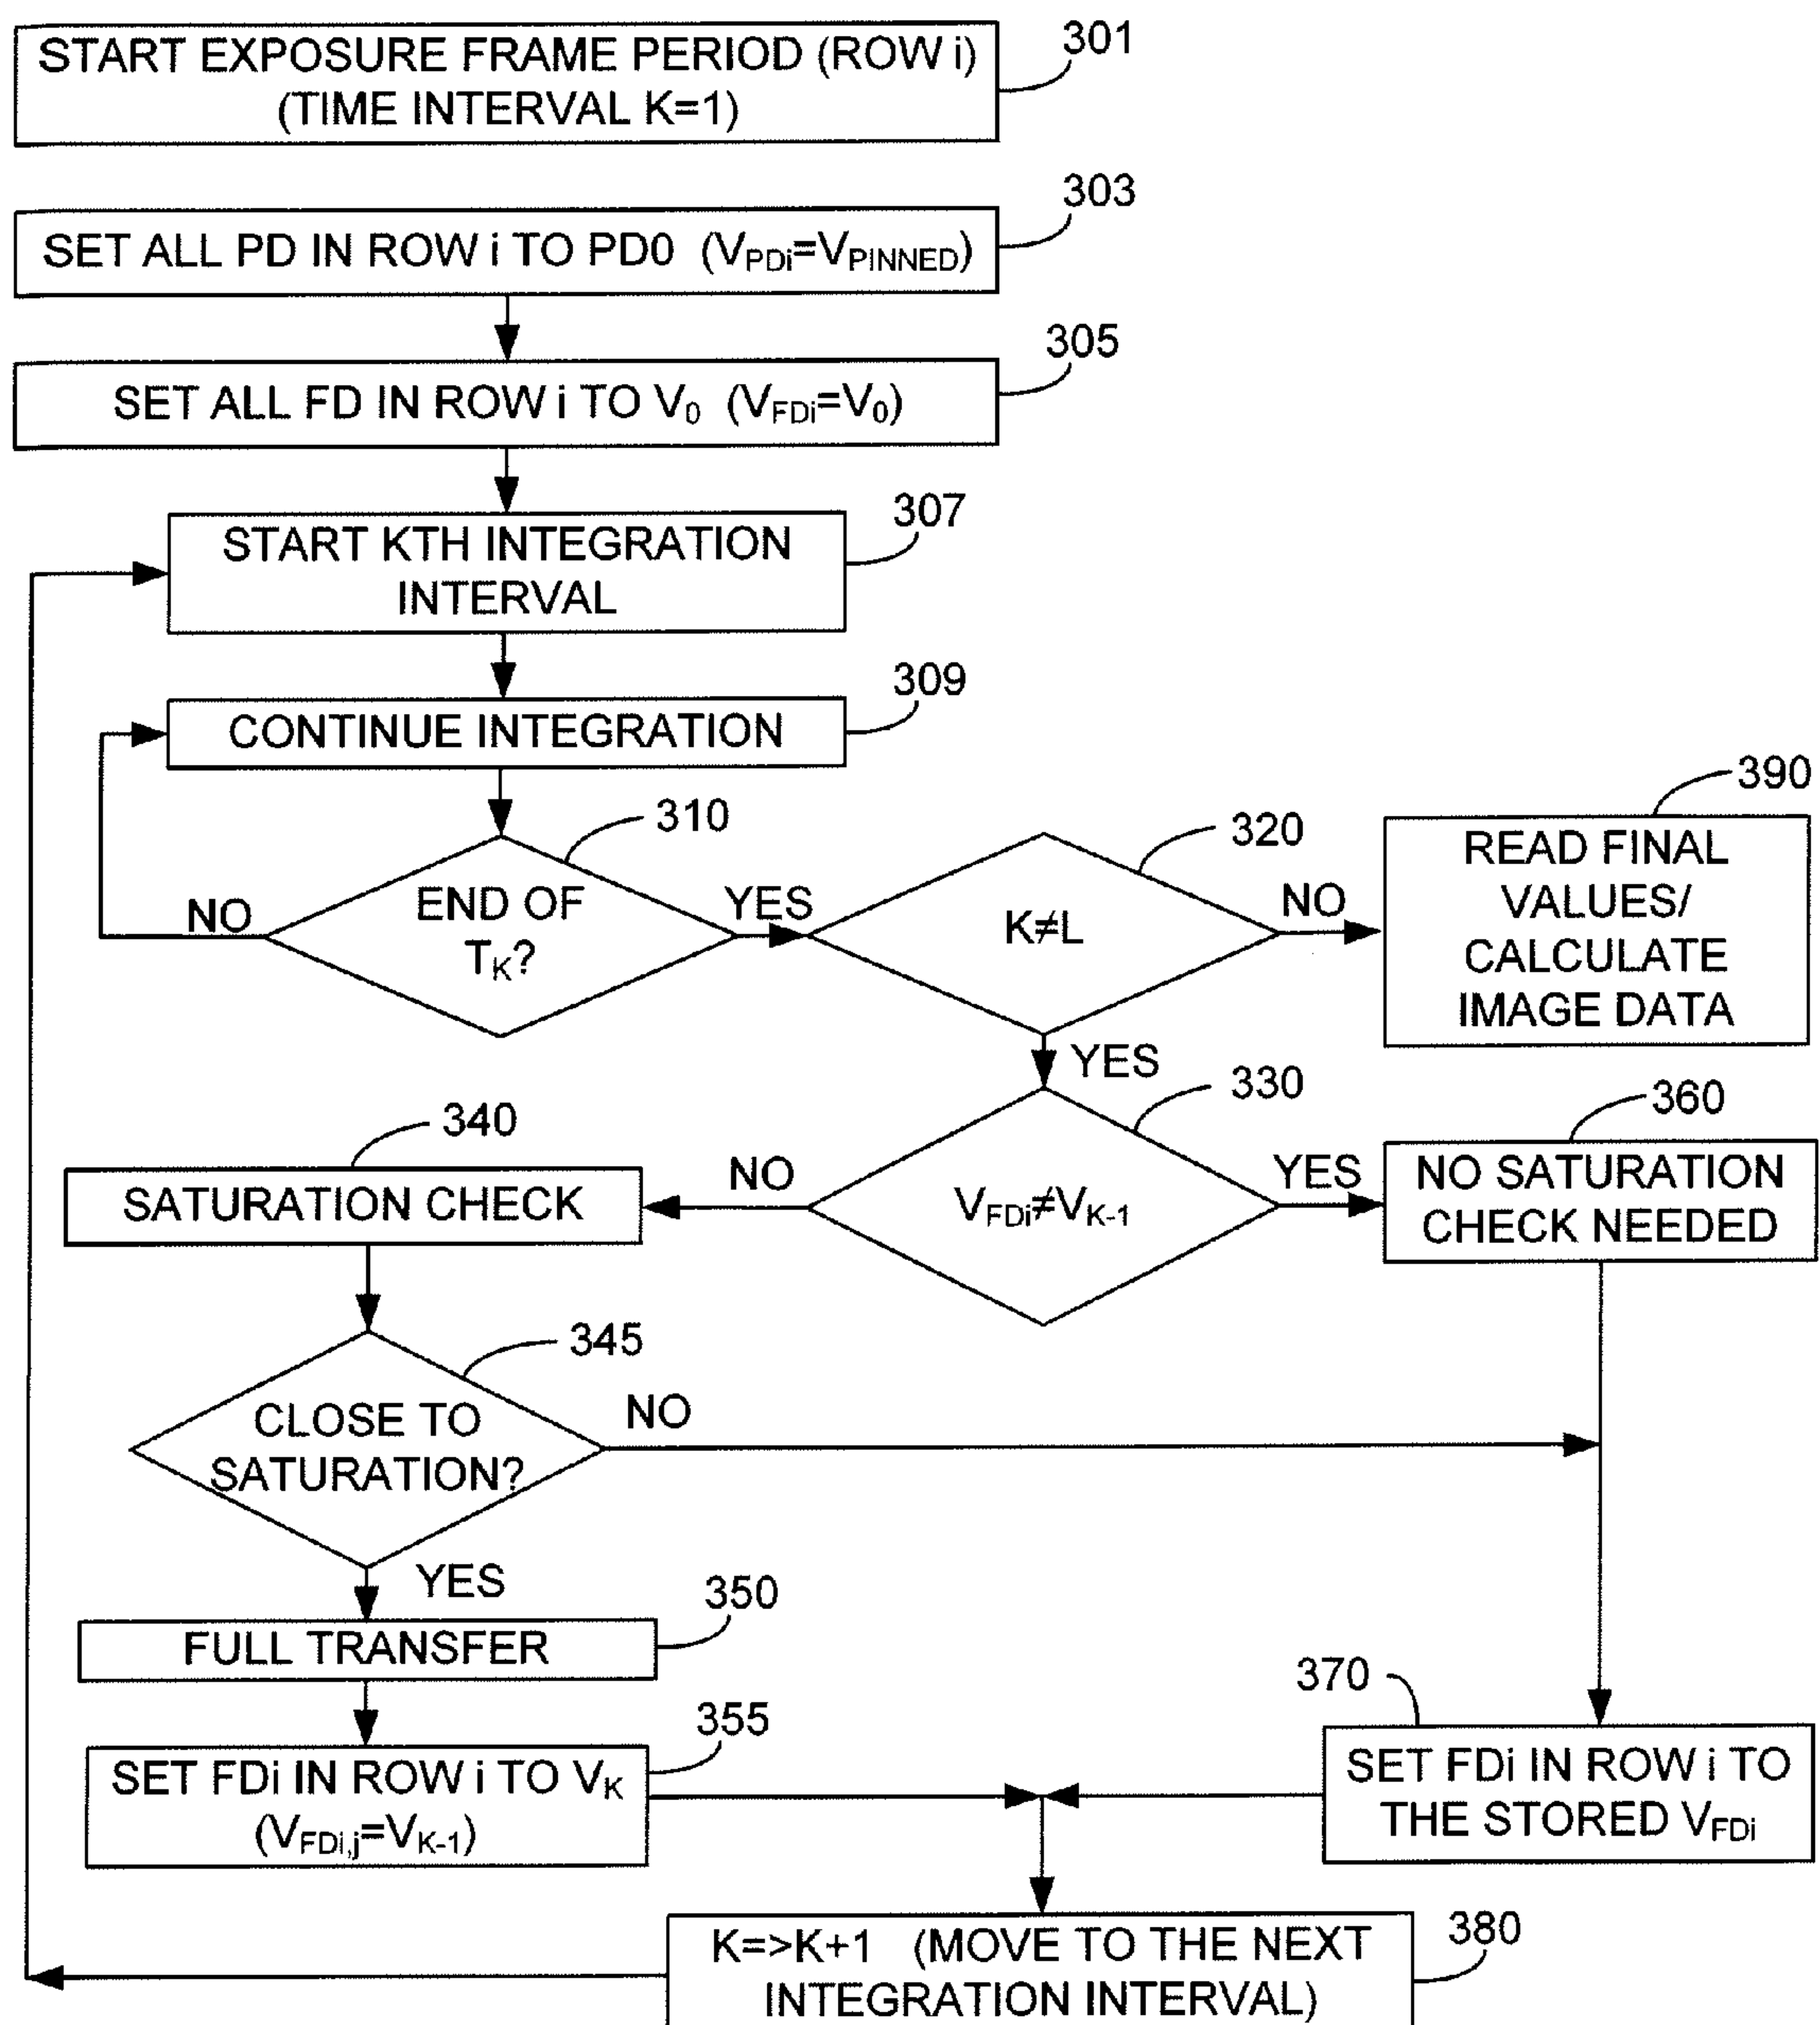 START EXPOSURE FRAME PERIOD (ROW i)
(TIME INTERVAL K=1)
301
303
SET ALL PD IN ROW i TO PD0 (VPDi=VPINNED)
305
SET ALL FD IN ROW i TO V0 (VFDi=V0)
307
START KTH INTEGRATION
INTERVAL
309
CONTINUE INTEGRATION
310
END OF
TK?
NO
YES
320
K≠L
NO
YES
390
READ FINAL
VALUES/
CALCULATE
IMAGE DATA
330
VFDi≠VK-1
NO
YES
340
SATURATION CHECK
360
NO SATURATION
CHECK NEEDED
345
CLOSE TO
SATURATION?
NO
YES
350
FULL TRANSFER
355
SET FDi IN ROW i TO VK
(VFDi,j=VK-1)
370
SET FDi IN ROW i TO
THE STORED VFDi
380
K=>K+1 (MOVE TO THE NEXT
INTEGRATION INTERVAL)